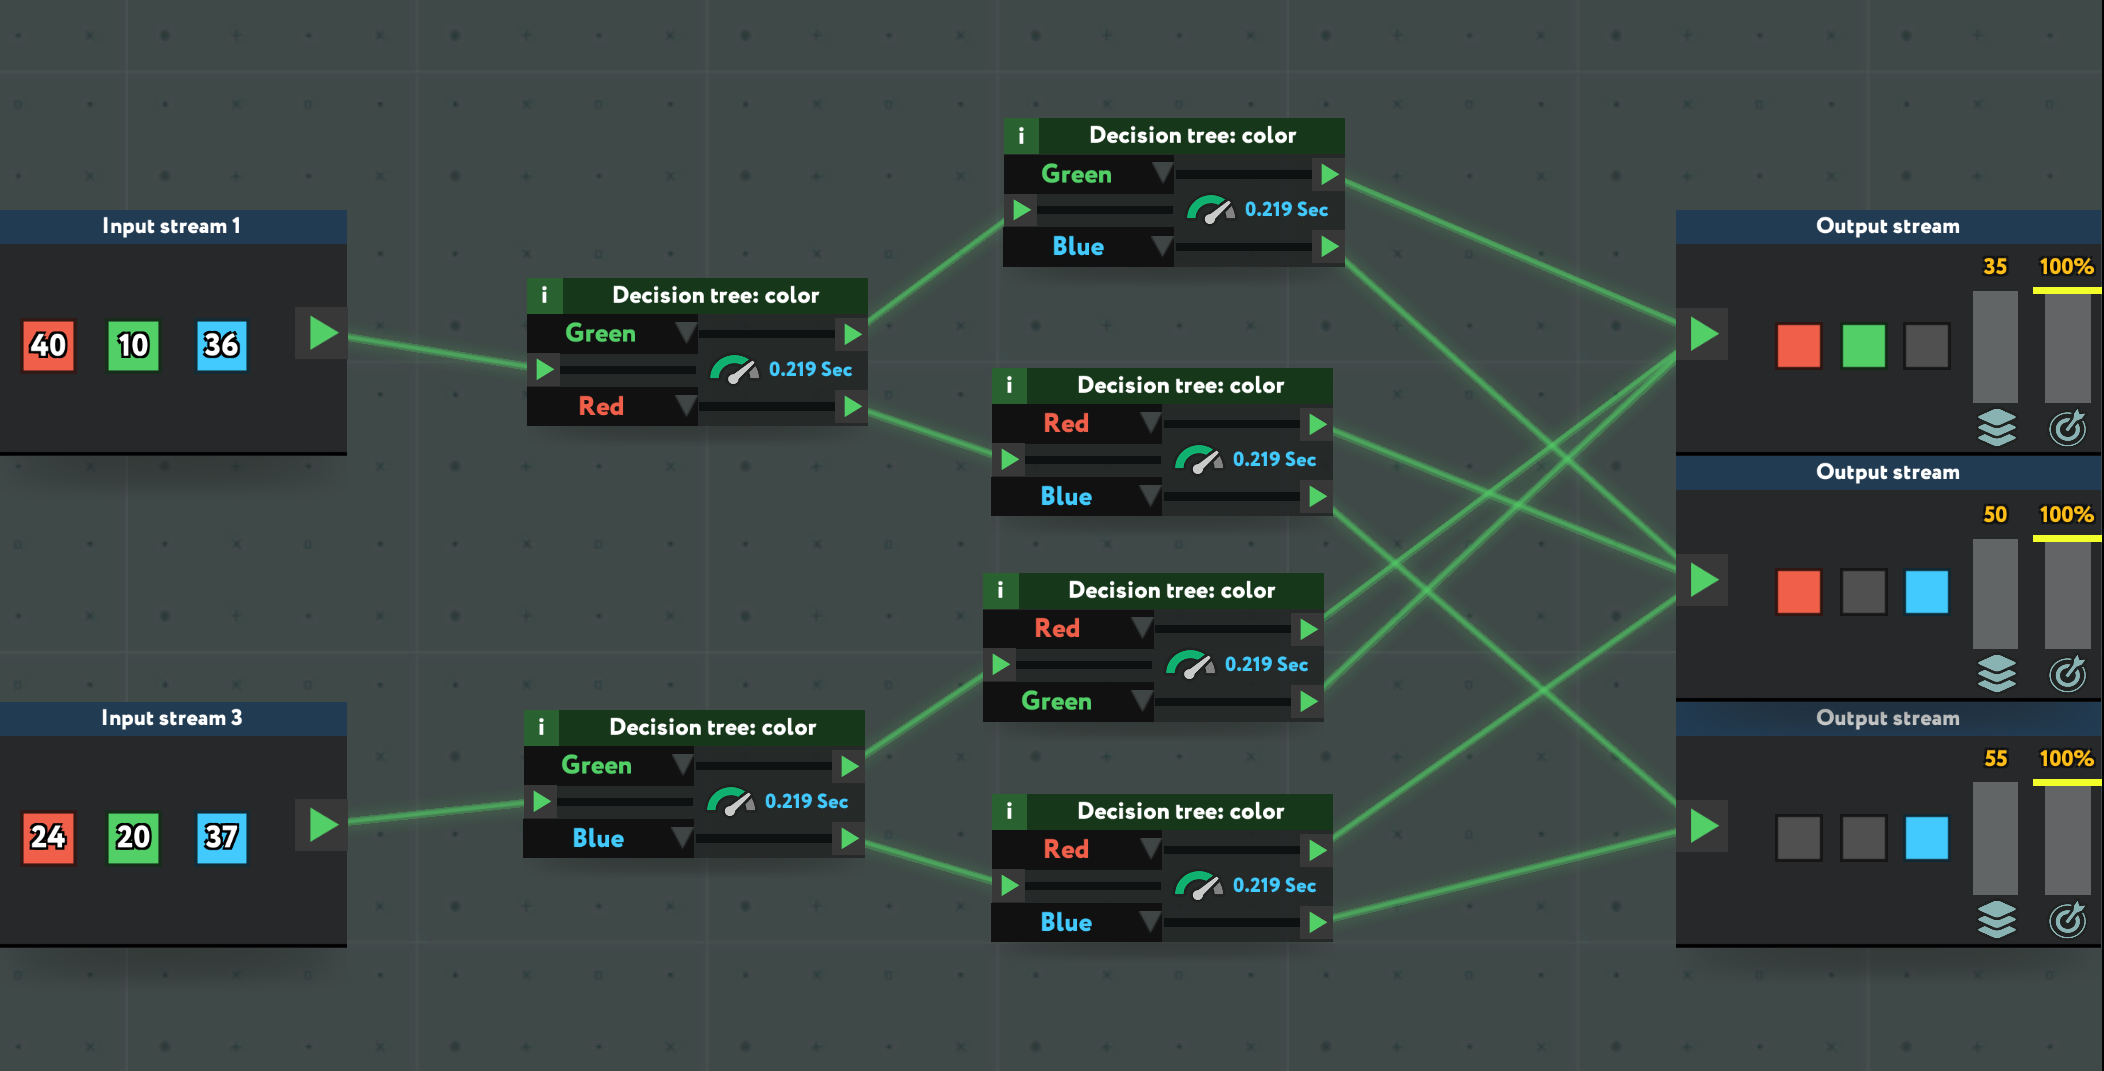 Input stream 1
40 10 36
Input stream 3
24 20 37
i Decision tree: color
Green
0.219 Sec
Red
i Decision tree: color
Green
0.219 Sec
Blue
i Decision tree: color
Green
0.219 Sec
Blue
i Decision tree: color
Red
0.219 Sec
Blue
i Decision tree: color
Red
0.219 Sec
Green
i Decision tree: color
Red
0.219 Sec
Blue
Output stream
35 100%
Output stream
50 100%
Output stream
55 100%